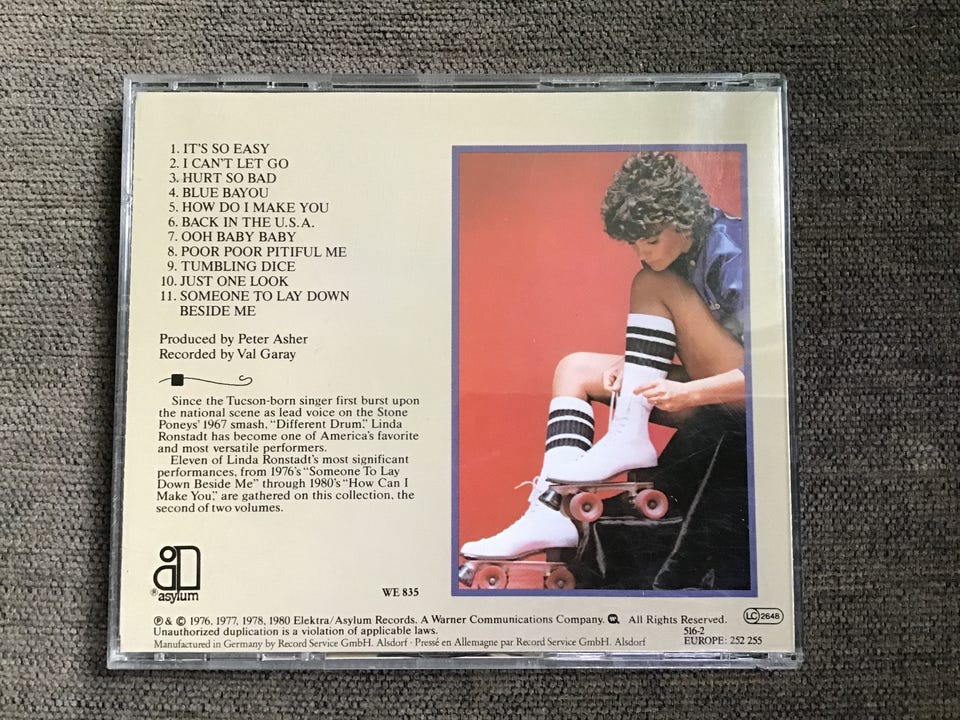 1. IT'S SO EASY
2. I CAN'T LET GO
3. HURT SO BAD
4. BLUE BAYOU
5. HOW DO I MAKE YOU
6. BACK IN THE U.S.A.
7. OOH BABY BABY
8. POOR POOR PITIFUL ME
9. TUMBLING DICE
10. JUST ONE LOOK
11. SOMEONE TO LAY DOWN
BESIDE ME
Produced by Peter Asher
Recorded by Val Garay
Since the Tucson-born singer first burst upon
the national scene as lead voice on the Stone
Poneys' 1967 smash, "Different Drum," Linda
Ronstadt has become one of America's favorite
and most versatile performers.
Eleven of Linda Ronstadt's most significant
performances, from 1976's "Someone To Lay
Down Beside Me" through 1980's "How Can I
Make You," are gathered on this collection, the
second of two volumes.
® asylum
WE 835
℗ & © 1976, 1977, 1978, 1980 Elektra/Asylum Records. A Warner Communications Company. All Rights Reserved.
LC 2648
Unauthorized duplication is a violation of applicable laws.
516-2
Manufactured in Germany by Record Service GmbH. Alsdorf · Pressé en Allemagne par Record Service GmbH. Alsdorf
EUROPE: 252 255